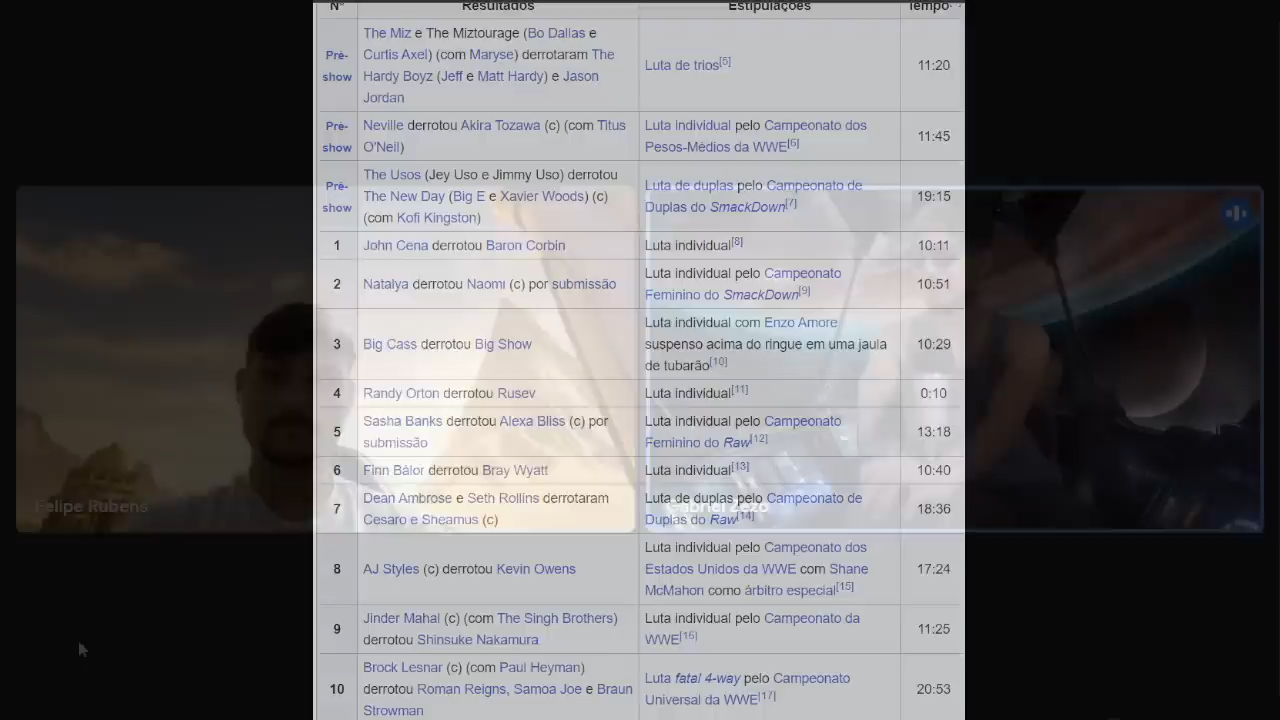 Nº Resultados Estipulações Tempo
Pré-show
The Miz e The Miztourage (Bo Dallas e
Curtis Axel) (com Maryse) derrotaram The
Hardy Boyz (Jeff e Matt Hardy) e Jason
Jordan
Luta de trios[5]
11:20
Pré-show
Neville derrotou Akira Tozawa (c) (com Titus
O'Neil)
Luta individual pelo Campeonato dos
Pesos-Médios da WWE[6]
11:45
Pré-show
The Usos (Jey Uso e Jimmy Uso) derrotou
The New Day (Big E e Xavier Woods) (c)
(com Kofi Kingston)
Luta de duplas pelo Campeonato de
Duplas do SmackDown[7]
19:15
1 John Cena derrotou Baron Corbin Luta individual[8] 10:11
2 Natalya derrotou Naomi (c) por submissão
Luta individual pelo Campeonato
Feminino do SmackDown[9]
10:51
3 Big Cass derrotou Big Show
Luta individual com Enzo Amore
suspenso acima do ringue em uma jaula
de tubarão[10]
10:29
4 Randy Orton derrotou Rusev Luta individual[11] 0:10
5 Sasha Banks derrotou Alexa Bliss (c) por
submissão
Luta individual pelo Campeonato
Feminino do Raw[12]
13:18
6 Finn Bálor derrotou Bray Wyatt Luta individual[13] 10:40
7 Dean Ambrose e Seth Rollins derrotaram
Cesaro e Sheamus (c)
Luta de duplas pelo Campeonato de
Duplas do Raw[14]
18:36
8 AJ Styles (c) derrotou Kevin Owens
Luta individual pelo Campeonato dos
Estados Unidos da WWE com Shane
McMahon como árbitro especial[15]
17:24
9 Jinder Mahal (c) (com The Singh Brothers)
derrotou Shinsuke Nakamura
Luta individual pelo Campeonato da
WWE[16]
11:25
10 Brock Lesnar (c) (com Paul Heyman)
derrotou Roman Reigns, Samoa Joe e Braun
Strowman
Luta fatal 4-way pelo Campeonato
Universal da WWE[17]
20:53
Felipe Rubens
Gabriel Zezo